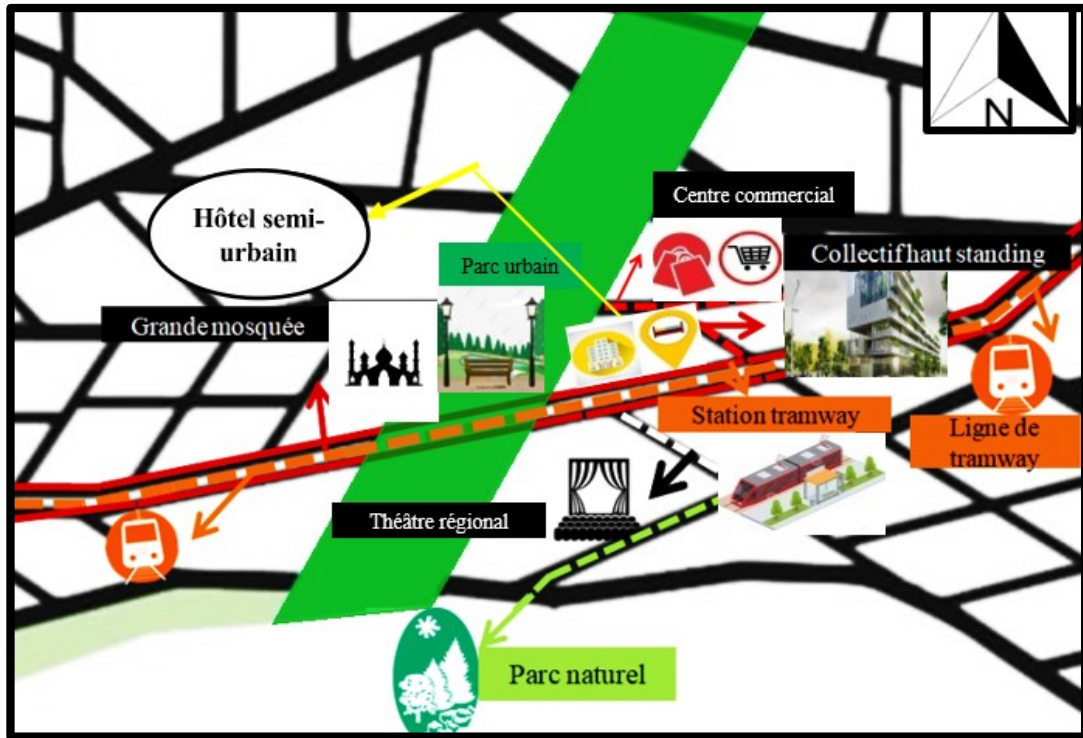 N
Centre commercial
Hôtel semi-
urbain
Parc urbain
Collectif haut standing
Grande mosquée
Station tramway
Ligne de
tramway
Théâtre régional
Parc naturel